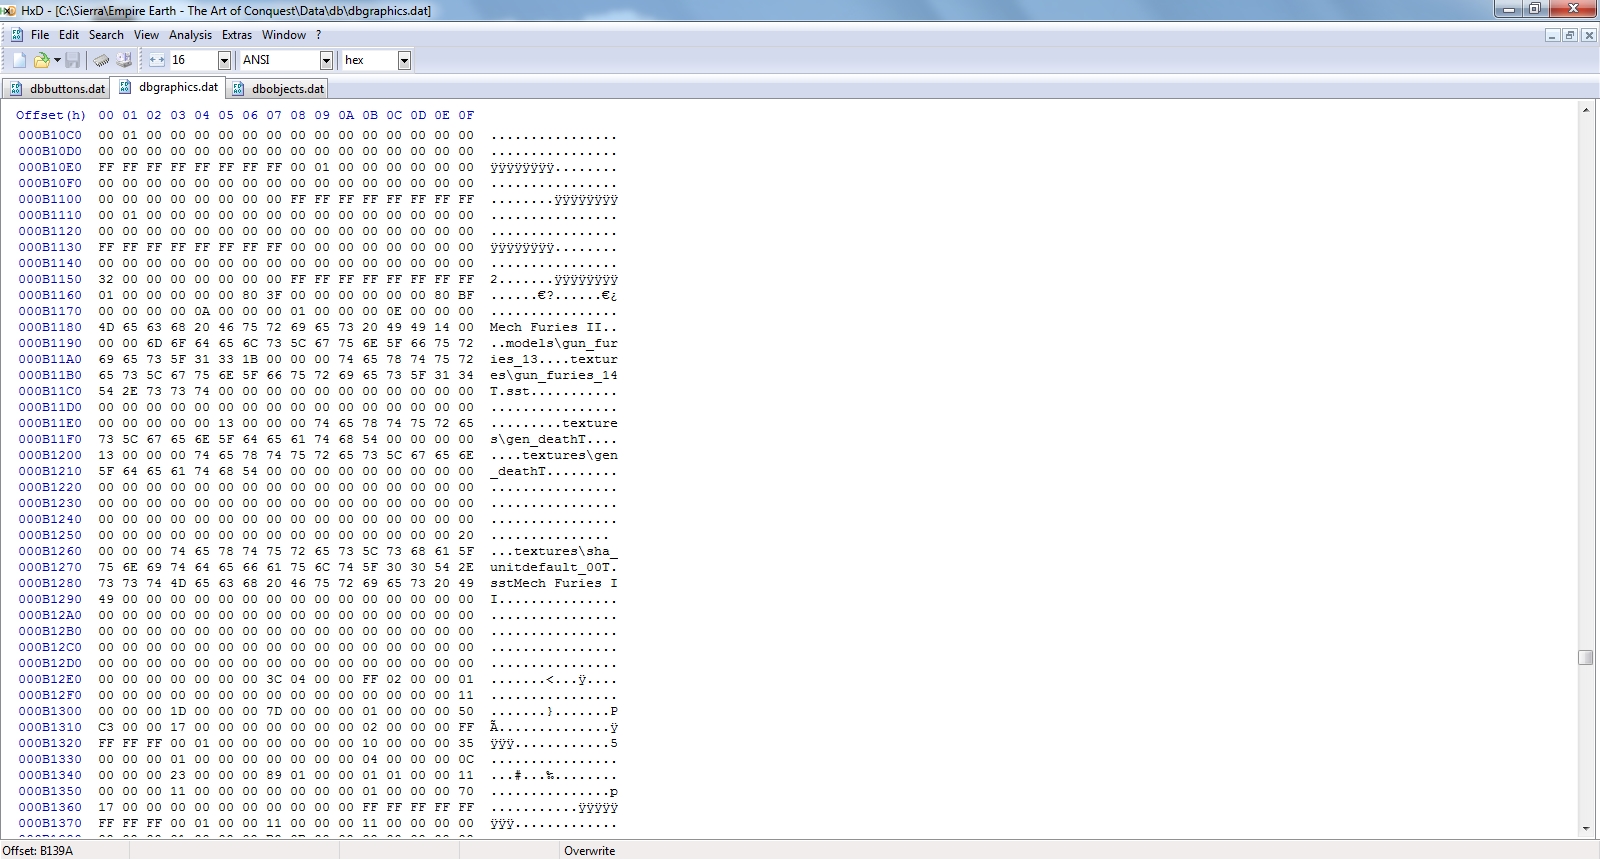 HxD - [C:\Sierra\Empire Earth - The Art of Conquest\Data\db\dbgraphics.dat]
File Edit Search View Analysis Extras Window ?
16 ANSI hex
dbbuttons.dat dbgraphics.dat dbobjects.dat
Offset(h) 00 01 02 03 04 05 06 07 08 09 0A 0B 0C 0D 0E 0F
000B10C0 00 01 00 00 00 00 00 00 00 00 00 00 00 00 00 00 ................
000B10D0 00 00 00 00 00 00 00 00 00 00 00 00 00 00 00 00 ................
000B10E0 FF FF FF FF FF FF FF FF 00 01 00 00 00 00 00 00 ÿÿÿÿÿÿÿÿ........
000B10F0 00 00 00 00 00 00 00 00 00 00 00 00 00 00 00 00 ................
000B1100 00 00 00 00 00 00 00 00 FF FF FF FF FF FF FF FF ........ÿÿÿÿÿÿÿÿ
000B1110 00 01 00 00 00 00 00 00 00 00 00 00 00 00 00 00 ................
000B1120 00 00 00 00 00 00 00 00 00 00 00 00 00 00 00 00 ................
000B1130 FF FF FF FF FF FF FF FF 00 00 00 00 00 00 00 00 ÿÿÿÿÿÿÿÿ........
000B1140 00 00 00 00 00 00 00 00 00 00 00 00 00 00 00 00 ................
000B1150 32 00 00 00 00 00 00 00 FF FF FF FF FF FF FF FF 2.......ÿÿÿÿÿÿÿÿ
000B1160 01 00 00 00 00 00 80 3F 00 00 00 00 00 00 80 BF ......€?......€¿
000B1170 00 00 00 00 0A 00 00 00 01 00 00 00 0E 00 00 00 ................
000B1180 4D 65 63 68 20 46 75 72 69 65 73 20 49 49 14 00 Mech Furies II..
000B1190 00 00 6D 6F 64 65 6C 73 5C 67 75 6E 5F 66 75 72 ..models\gun_fur
000B11A0 69 65 73 5F 31 33 1B 00 00 00 74 65 78 74 75 72 ies_13....textur
000B11B0 65 73 5C 67 75 6E 5F 66 75 72 69 65 73 5F 31 34 es\gun_furies_14
000B11C0 54 2E 73 73 74 00 00 00 00 00 00 00 00 00 00 00 T.sst...........
000B11D0 00 00 00 00 00 00 00 00 00 00 00 00 00 00 00 00 ................
000B11E0 00 00 00 00 00 13 00 00 00 74 65 78 74 75 72 65 .........texture
000B11F0 73 5C 67 65 6E 5F 64 65 61 74 68 54 00 00 00 00 s\gen_deathT....
000B1200 13 00 00 00 74 65 78 74 75 72 65 73 5C 67 65 6E ....textures\gen
000B1210 5F 64 65 61 74 68 54 00 00 00 00 00 00 00 00 00 _deathT.........
000B1220 00 00 00 00 00 00 00 00 00 00 00 00 00 00 00 00 ................
000B1230 00 00 00 00 00 00 00 00 00 00 00 00 00 00 00 00 ................
000B1240 00 00 00 00 00 00 00 00 00 00 00 00 00 00 00 00 ................
000B1250 00 00 00 00 00 00 00 00 00 00 00 00 00 00 00 20 ...............
000B1260 00 00 00 74 65 78 74 75 72 65 73 5C 73 68 61 5F ...textures\sha_
000B1270 75 6E 69 74 64 65 66 61 75 6C 74 5F 30 30 54 2E unitdefault_00T.
000B1280 73 73 74 4D 65 63 68 20 46 75 72 69 65 73 20 49 sstMech Furies I
000B1290 49 00 00 00 00 00 00 00 00 00 00 00 00 00 00 00 I...............
000B12A0 00 00 00 00 00 00 00 00 00 00 00 00 00 00 00 00 ................
000B12B0 00 00 00 00 00 00 00 00 00 00 00 00 00 00 00 00 ................
000B12C0 00 00 00 00 00 00 00 00 00 00 00 00 00 00 00 00 ................
000B12D0 00 00 00 00 00 00 00 00 00 00 00 00 00 00 00 00 ................
000B12E0 00 00 00 00 00 00 00 3C 04 00 00 FF 02 00 00 01 .......<...ÿ....
000B12F0 00 00 00 00 00 00 00 00 00 00 00 00 00 00 00 11 ................
000B1300 00 00 00 1D 00 00 00 7D 00 00 00 01 00 00 00 50 .......}.......P
000B1310 C3 00 00 17 00 00 00 00 00 00 00 02 00 00 00 FF Ã..............ÿ
000B1320 FF FF FF 00 01 00 00 00 00 00 00 10 00 00 00 35 ÿÿÿ............5
000B1330 00 00 00 01 00 00 00 00 00 00 00 04 00 00 00 0C ................
000B1340 00 00 00 23 00 00 00 89 01 00 00 01 01 00 00 11 ...#...‰........
000B1350 00 00 00 11 00 00 00 00 00 00 00 01 00 00 00 70 ...............p
000B1360 17 00 00 00 00 00 00 00 00 00 00 FF FF FF FF FF ...........ÿÿÿÿÿ
000B1370 FF FF FF 00 01 00 00 11 00 00 00 11 00 00 00 00 ÿÿÿ.............
Offset: B139A Overwrite